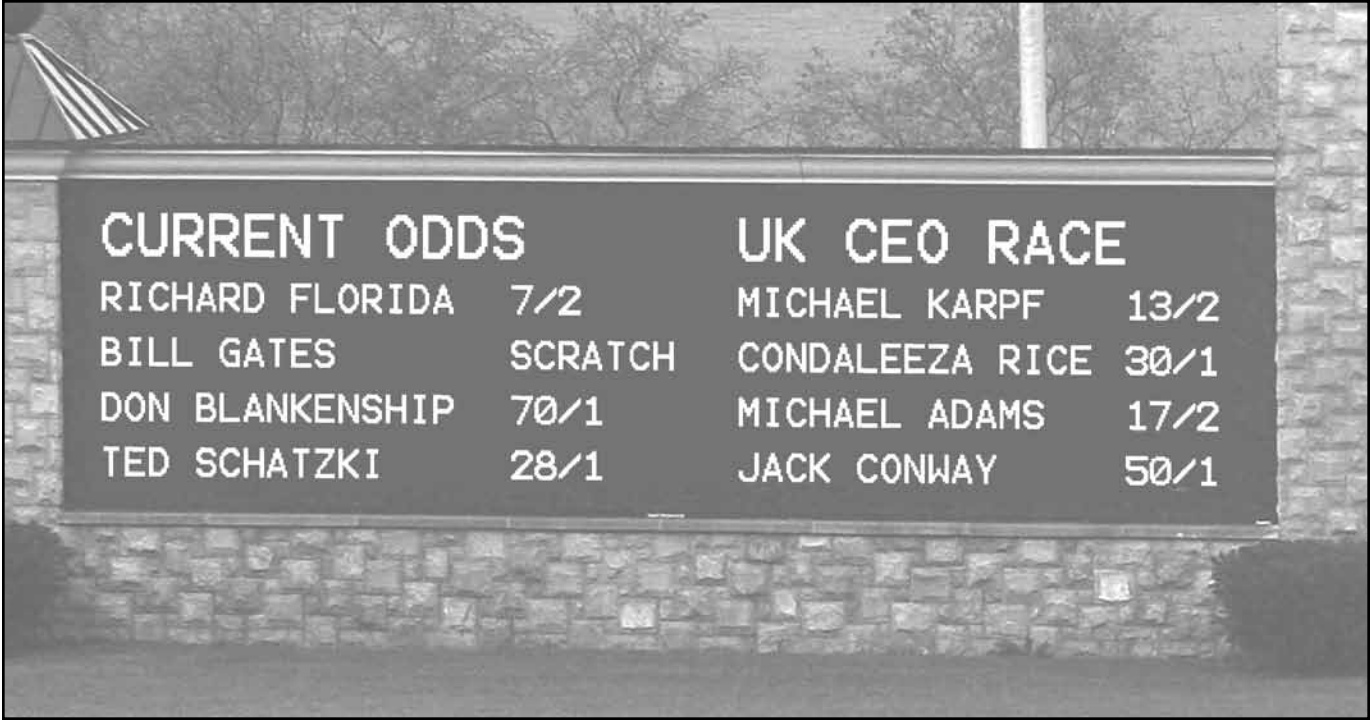 CURRENT ODDS
RICHARD FLORIDA 7/2
BILL GATES SCRATCH
DON BLANKENSHIP 70/1
TED SCHATZKI 28/1
UK CEO RACE
MICHAEL KARPF 13/2
CONDALEEZA RICE 30/1
MICHAEL ADAMS 17/2
JACK CONWAY 50/1